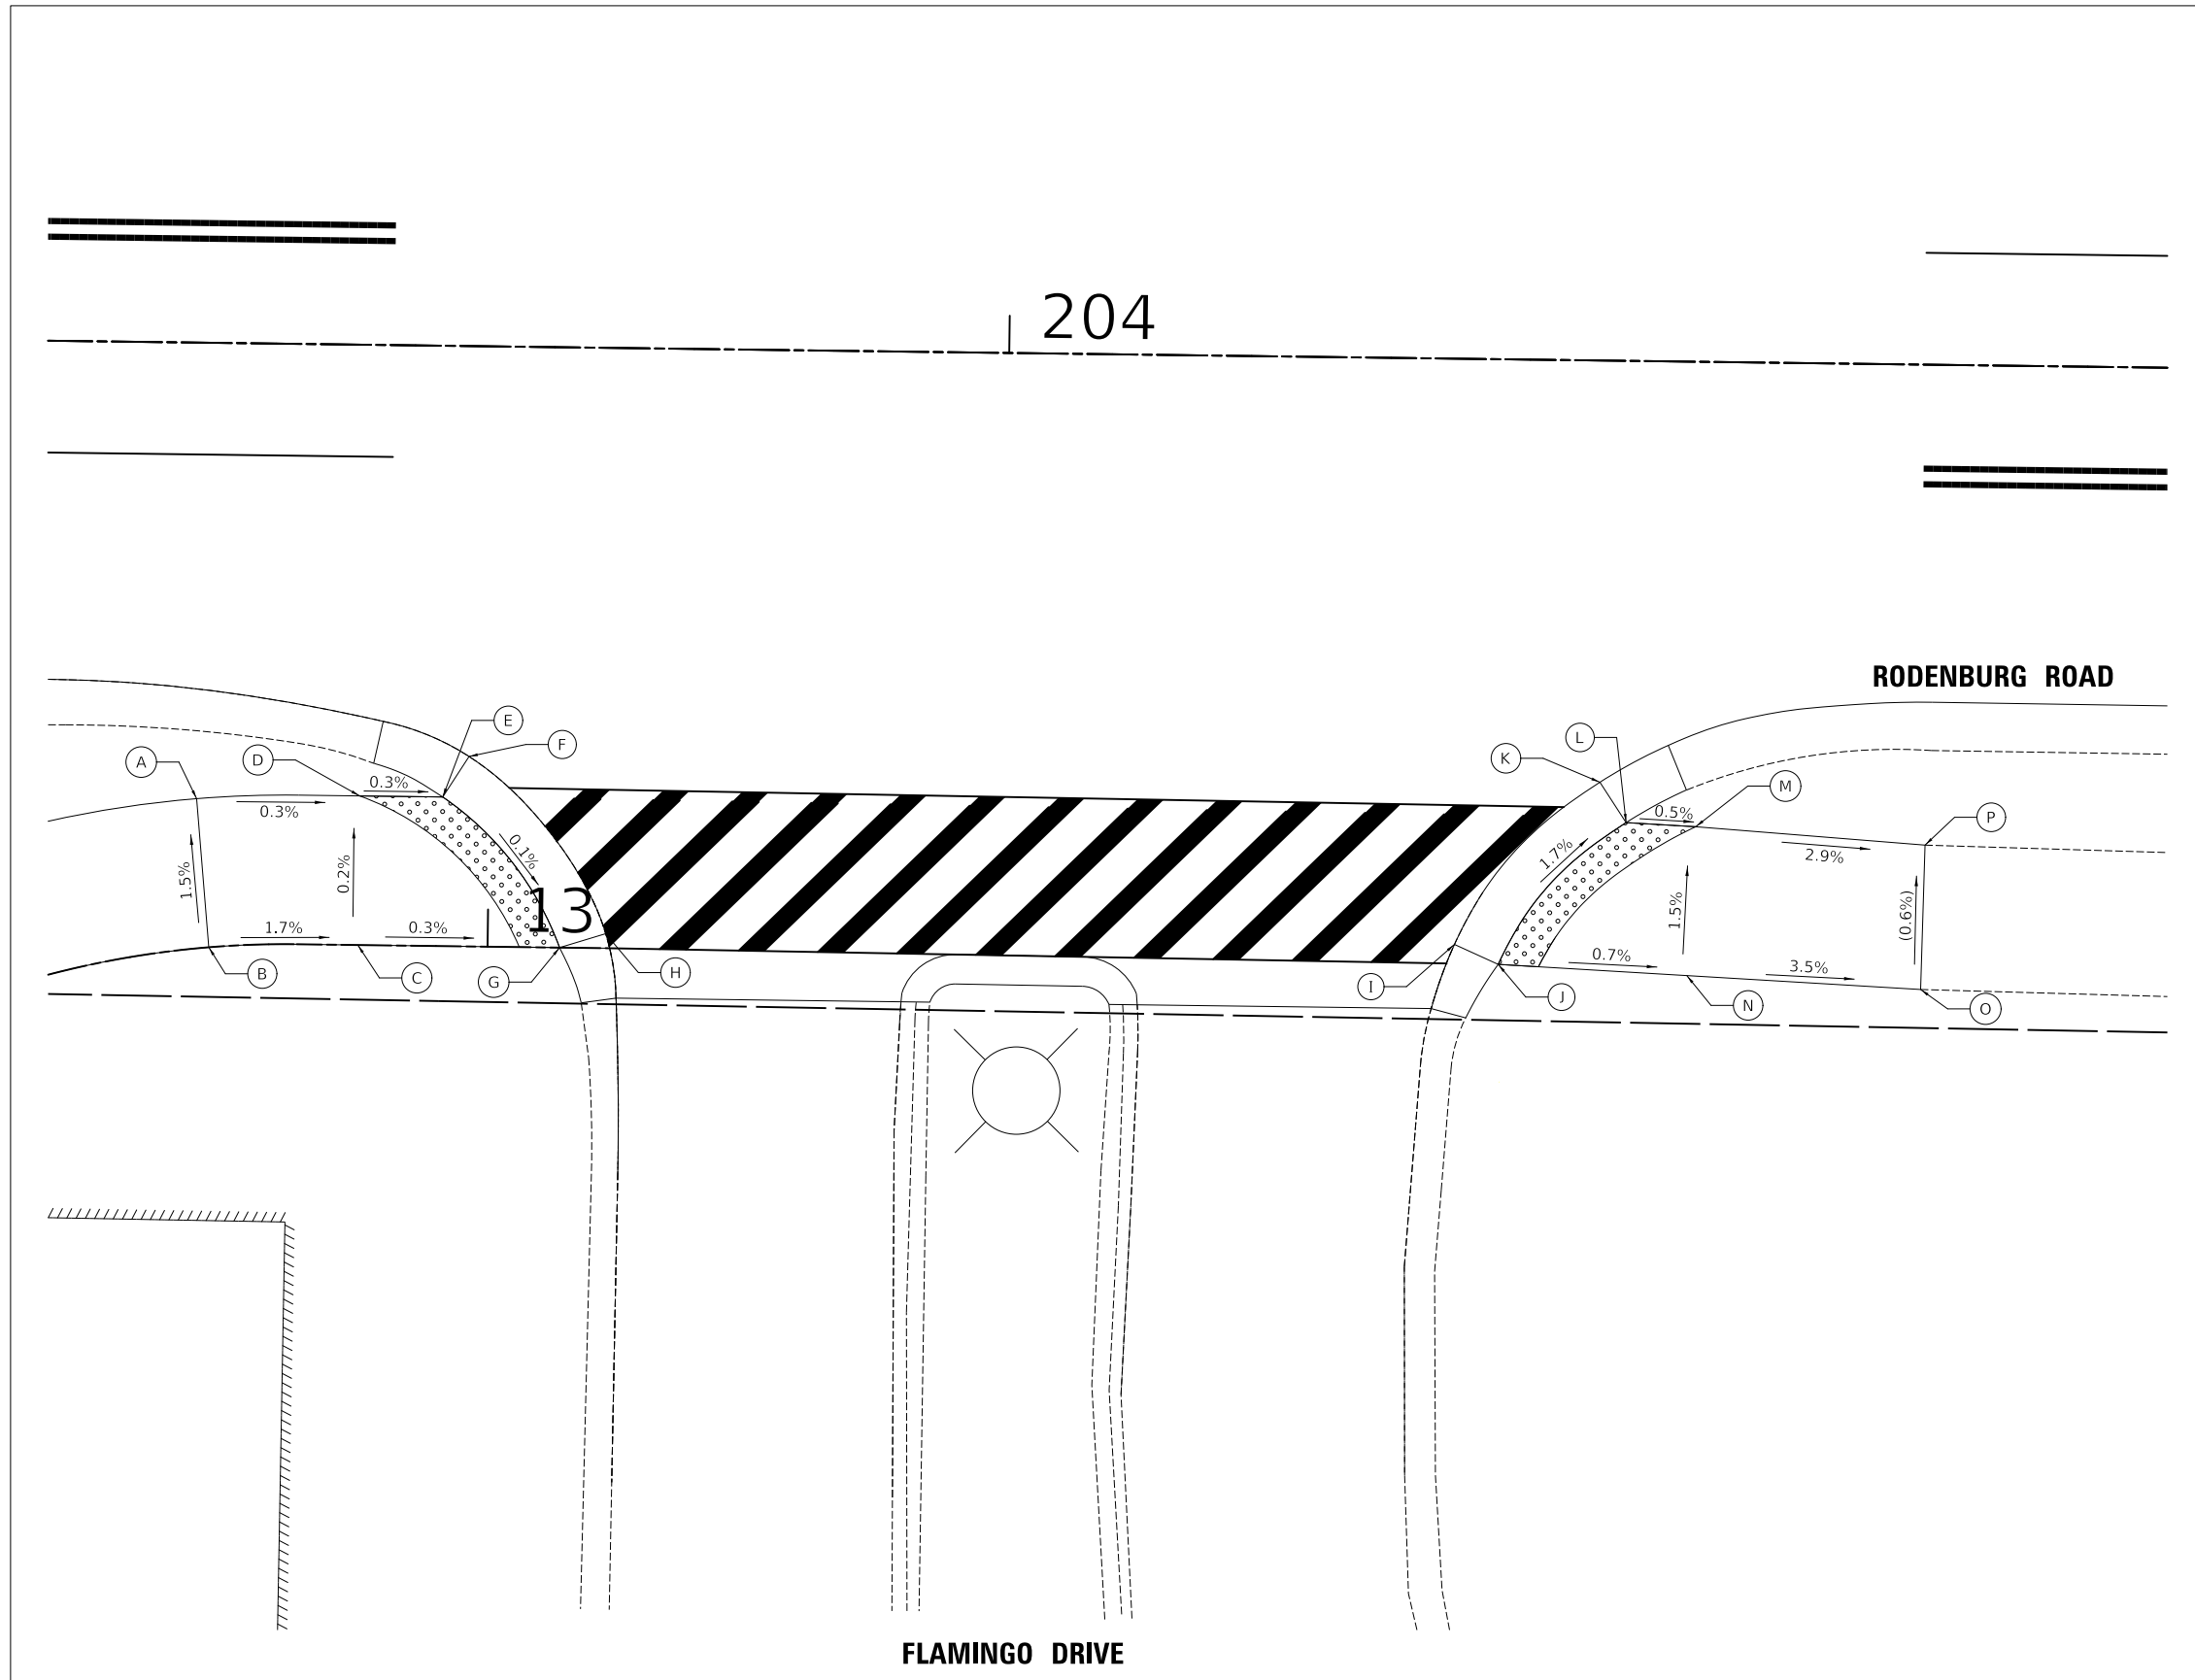 204
RODENBURG ROAD
E
L
F
A
D
K
0.3%
M
0.3%
0.5%
P
0.1%
1.7%
2.9%
1.5%
0.2%
1.5%
(0.6%)
13
1.7%
0.3%
0.7%
3.5%
B
C
G
H
I
J
N
O
FLAMINGO DRIVE